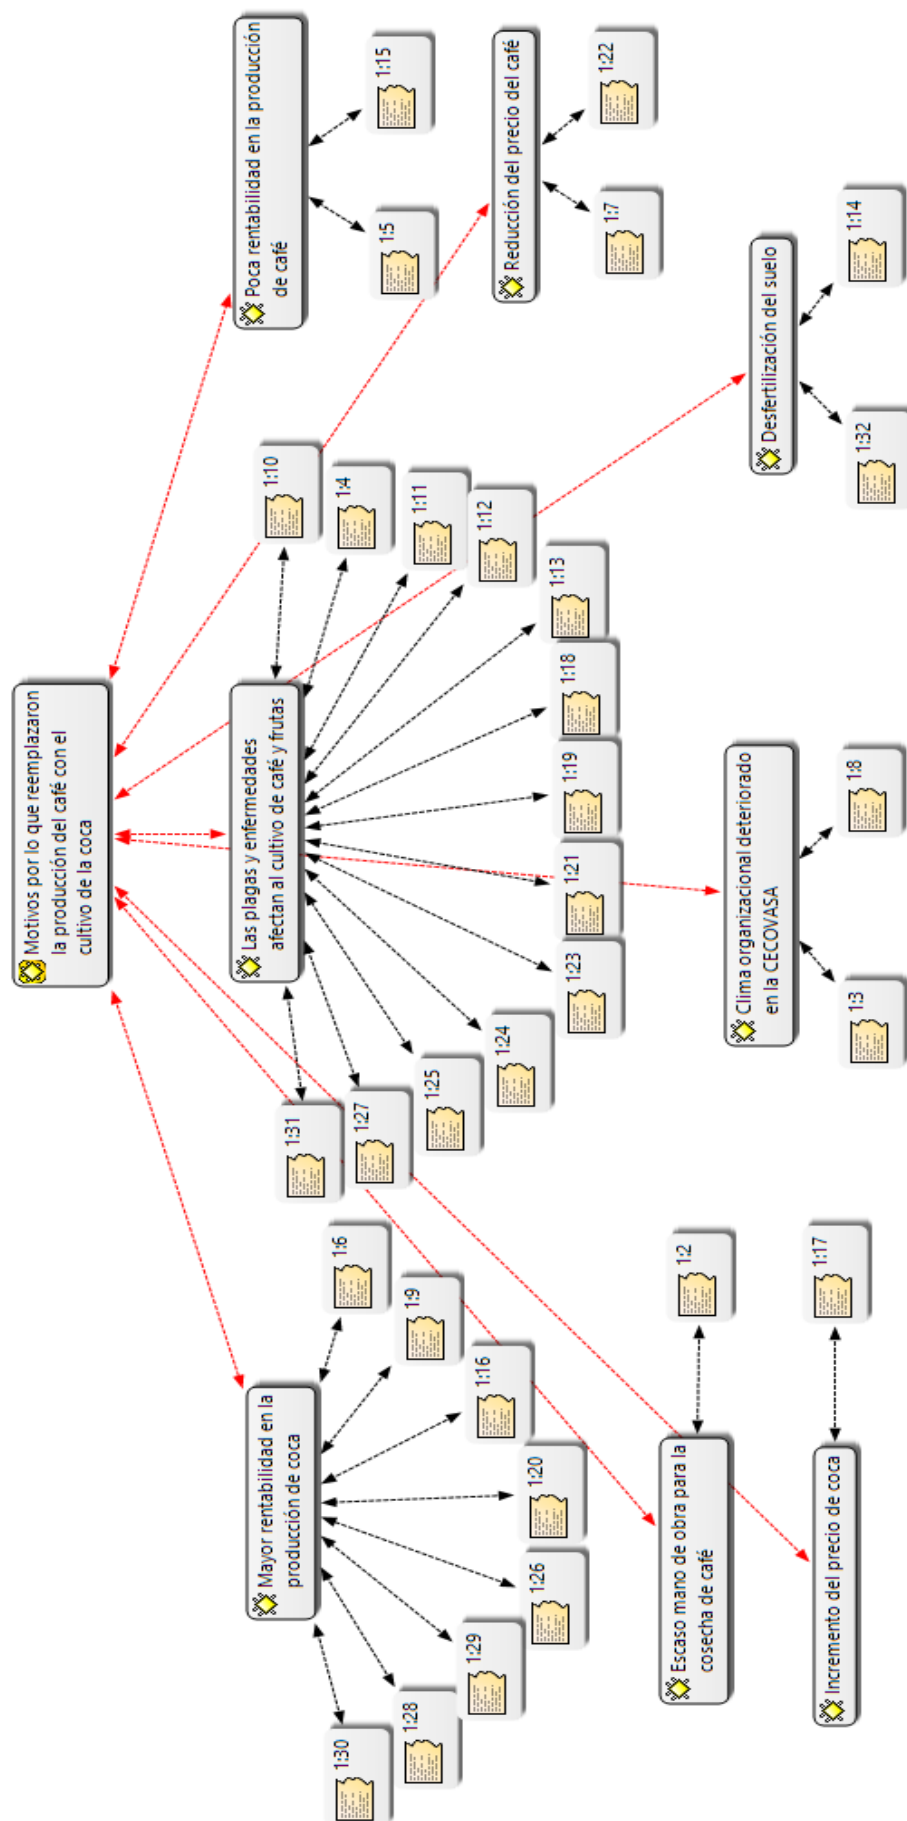 Motivos por lo que reemplazaron
la producción del café con el
cultivo de la coca
Mayor rentabilidad en la
producción de coca
1:30
1:28
1:29
1:26
1:20
1:16
1:9
1:6
Las plagas y enfermedades
afectan al cultivo de café y frutas
1:31
1:27
1:25
1:24
1:23
1:21
1:19
1:18
1:13
1:12
1:11
1:4
1:10
Poca rentabilidad en la producción
de café
1:5
1:15
Reducción del precio del café
1:7
1:22
Escaso mano de obra para la
cosecha de café
1:2
Incremento del precio de coca
1:17
Clima organizacional deteriorado
en la CECOVASA
1:3
1:8
Desfertilización del suelo
1:32
1:14